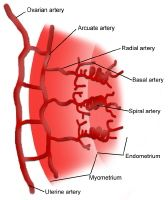 Ovarian artery
Arcuate artery
Radial artery
Basal artery
Spiral artery
Endometrium
Myometrium
Uterine artery